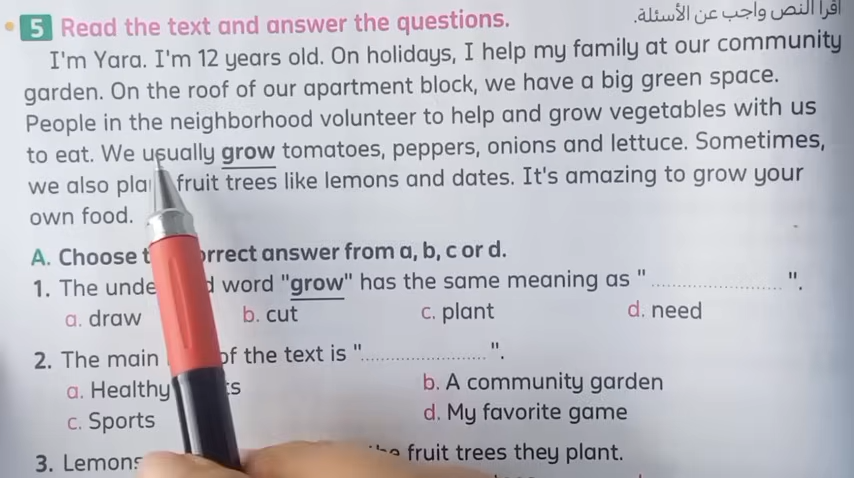 5 Read the text and answer the questions.
اقرأ النص وأجب عن الأسئلة.
I'm Yara. I'm 12 years old. On holidays, I help my family at our community
garden. On the roof of our apartment block, we have a big green space.
People in the neighborhood volunteer to help and grow vegetables with us
to eat. We usually grow tomatoes, peppers, onions and lettuce. Sometimes,
we also fruit trees like lemons and dates. It's amazing to grow your
own food.
A. Choose correct answer from a, b, c or d.
1. The word "grow" has the same meaning as "..................".
a. draw b. cut c. plant d. need
2. The main of the text is "..................".
a. Healthy b. A community garden
c. Sports d. My favorite game
3. Lemons fruit trees they plant.